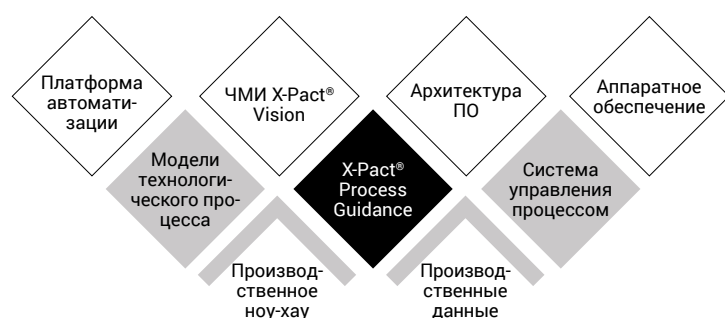 Платформа
автомати-
зации
ЧМИ X-Pact®
Vision
Архитектура
ПО
Аппаратное
обеспечение
Модели
технологи-
ческого про-
цесса
X-Pact®
Process
Guidance
Система
управления
процессом
Производ-
ственное
ноу-хау
Производ-
ственные
данные